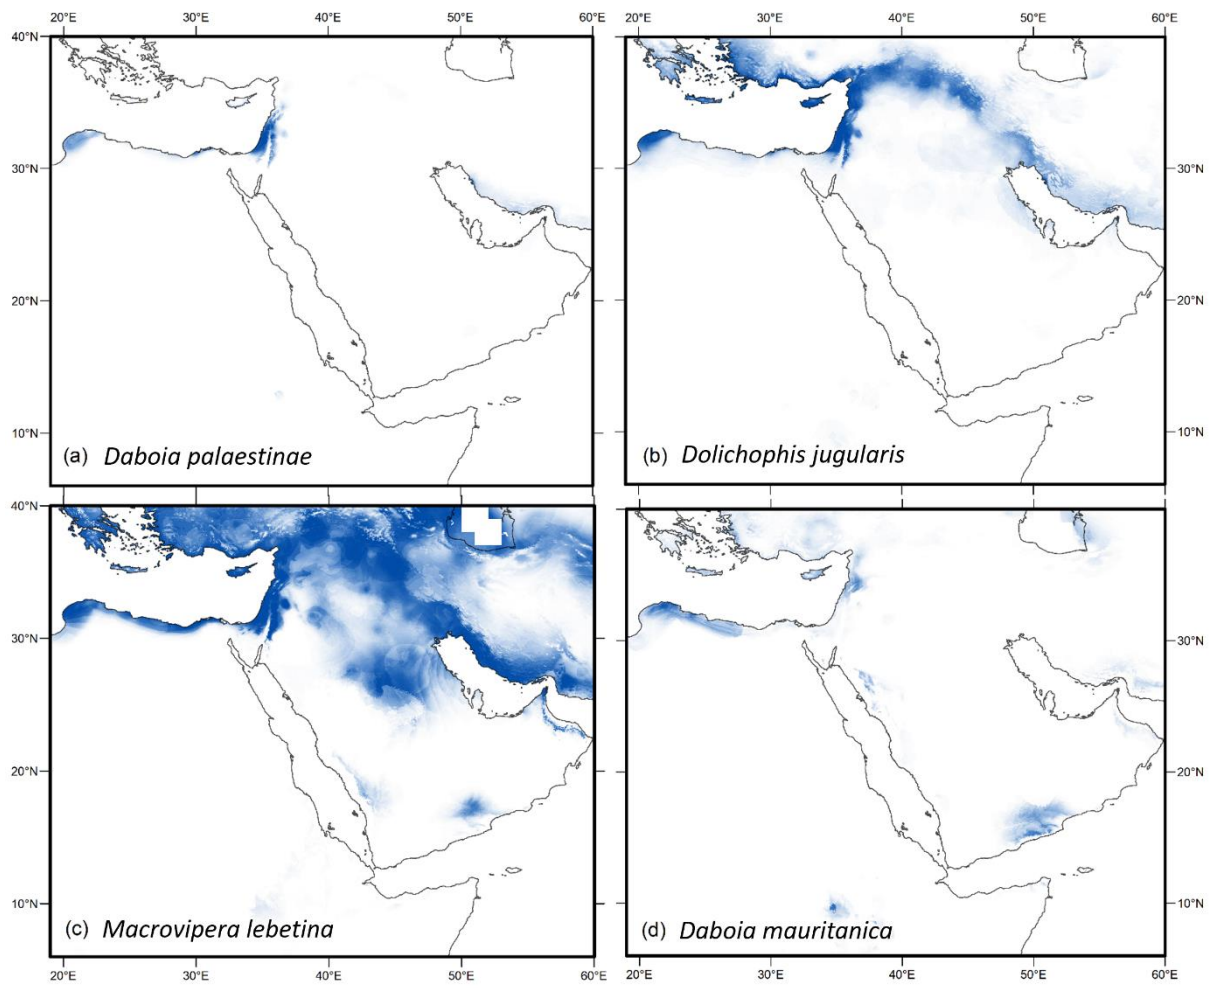 20°E 30°E 40°E 50°E 60°E 20°E 30°E 40°E 50°E 60°E
40°N
30°N 30°N
20°N 20°N
10°N 10°N
(a) Daboia palaestinae (b) Dolichophis jugularis
40°N
30°N 30°N
20°N 20°N
10°N 10°N
(c) Macrovipera lebetina (d) Daboia mauritanica
20°E 30°E 40°E 50°E 60°E 20°E 30°E 40°E 50°E 60°E